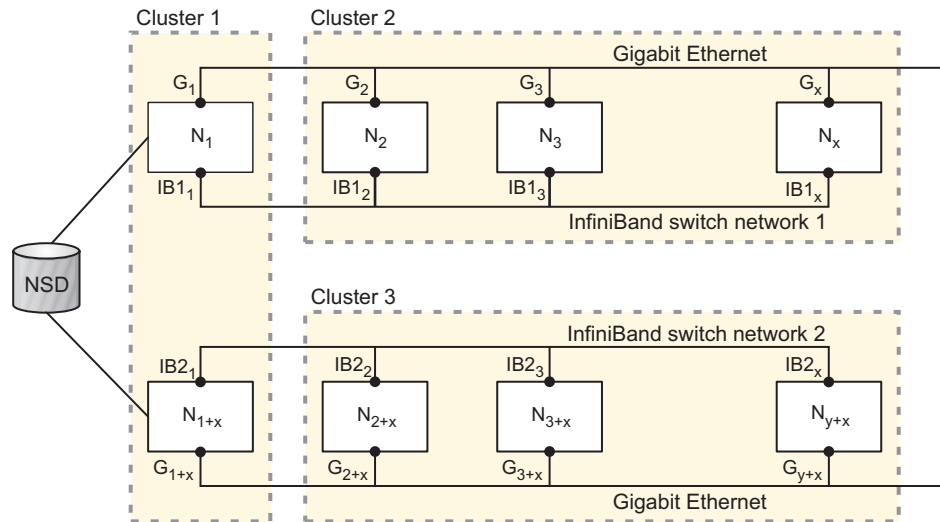 Cluster 1
Cluster 2
Gigabit Ethernet
G₁ G₂ G₃ Gₓ
N₁ N₂ N₃ Nₓ
IB1₁ IB1₂ IB1₃ IB1ₓ
InfiniBand switch network 1
NSD
Cluster 3
InfiniBand switch network 2
IB2₁ IB2₂ IB2₃ IB2ₓ
N₁₊ₓ N₂₊ₓ N₃₊ₓ Ny+x
G₁₊ₓ G₂₊ₓ G₃₊ₓ Gy+x
Gigabit Ethernet